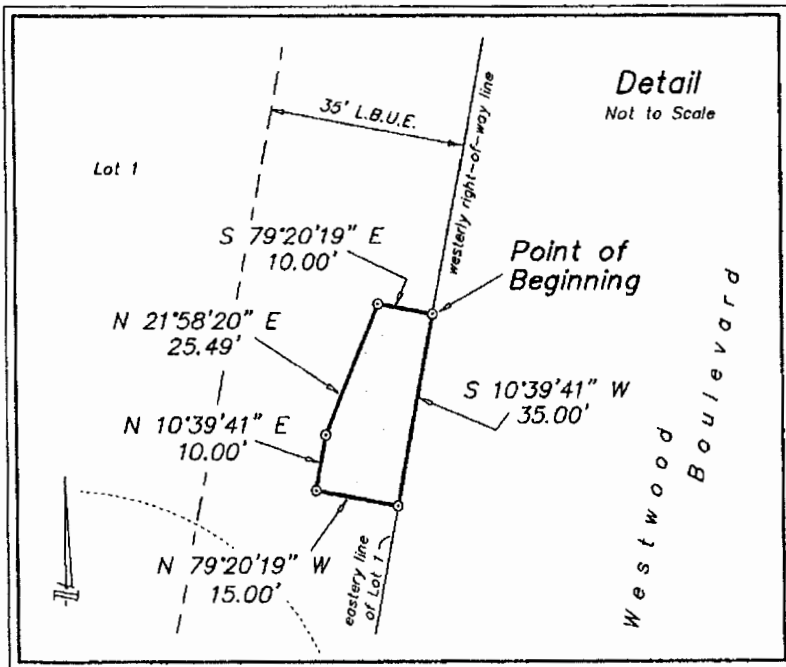 Detail
Not to Scale
35' L.B.U.E.
Lot 1
westerly right-of-way line
S 79°20'19" E
10.00'
Point of
Beginning
N 21°58'20" E
25.49'
S 10°39'41" W
35.00'
N 10°39'41" E
10.00'
N 79°20'19" W
15.00'
eastery line
of Lot 1
Westwood
Boulevard